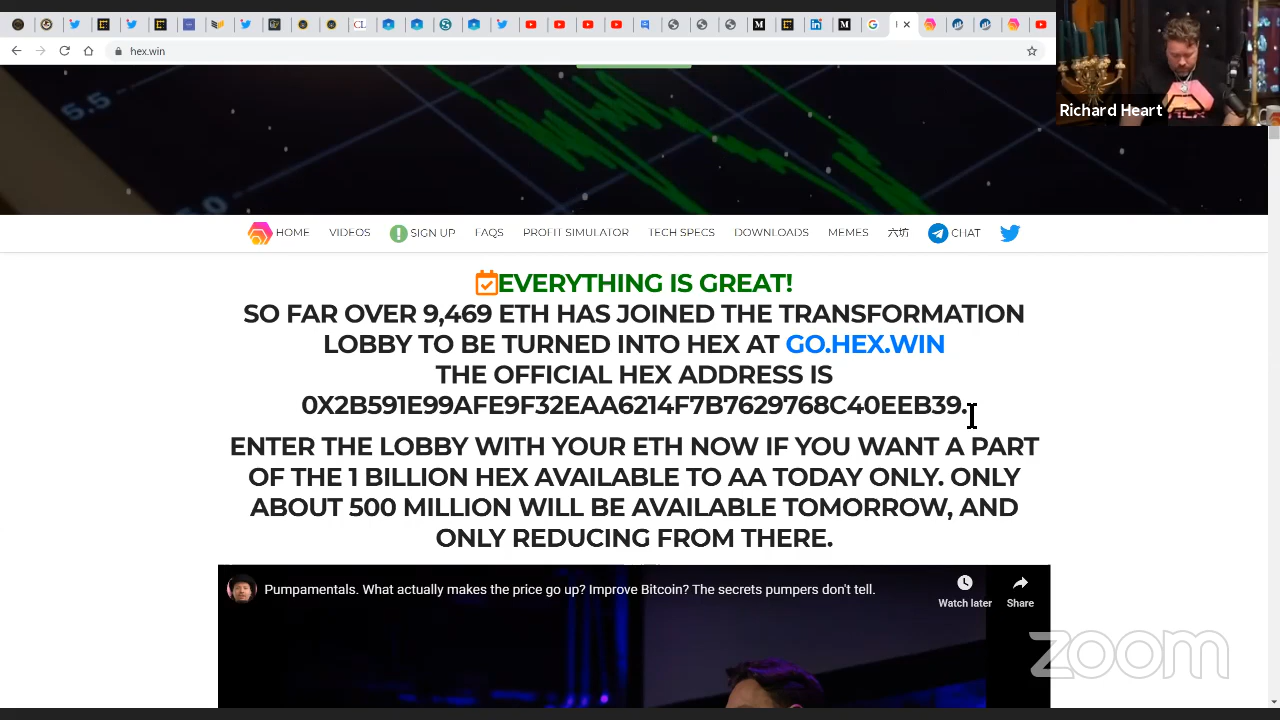 hex.win
Richard Heart
5.5
5.0
HOME VIDEOS SIGN UP FAQS PROFIT SIMULATOR TECH SPECS DOWNLOADS MEMES 六坊 CHAT
EVERYTHING IS GREAT!
SO FAR OVER 9,469 ETH HAS JOINED THE TRANSFORMATION
LOBBY TO BE TURNED INTO HEX AT GO.HEX.WIN
THE OFFICIAL HEX ADDRESS IS
0X2B591E99AFE9F32EAA6214F7B7629768C40EEB39.
ENTER THE LOBBY WITH YOUR ETH NOW IF YOU WANT A PART
OF THE 1 BILLION HEX AVAILABLE TO AA TODAY ONLY. ONLY
ABOUT 500 MILLION WILL BE AVAILABLE TOMORROW, AND
ONLY REDUCING FROM THERE.
Pumpamentals. What actually makes the price go up? Improve Bitcoin? The secrets pumpers don't tell.
Watch later Share
zoom